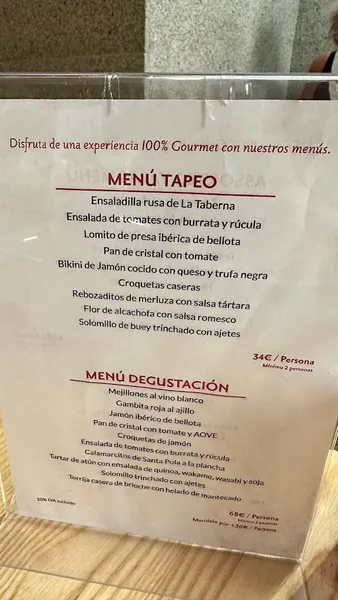 Disfruta de una experiencia 100% Gourmet con nuestros menús.
MENÚ TAPEO
Ensaladilla rusa de La Taberna
Ensalada de tomates con burrata y rúcula
Lomito de presa ibérica de bellota
Pan de cristal con tomate
Bikini de Jamón cocido con queso y trufa negra
Croquetas caseras
Rebozaditos de merluza con salsa tártara
Flor de alcachofa con salsa romesco
Solomillo de buey trinchado con ajetes
34€ / Persona
Mínimo 2 personas
MENÚ DEGUSTACIÓN
Mejillones al vino blanco
Gambita roja al ajillo
Jamón ibérico de bellota
Pan de cristal con tomate y AOVE
Croquetas de jamón
Ensalada de tomates con burrata y rúcula
Calamarcitos de Santa Pola a la plancha
Tartar de atún con ensalada de quinoa, wakame, wasabi y soja
Solomillo trinchado con ajetes
Torrija casera de brioche con helado de mantecado
68€ / Persona
Mínimo 2 personas
por +30€ / Persona
10% IVA incluido